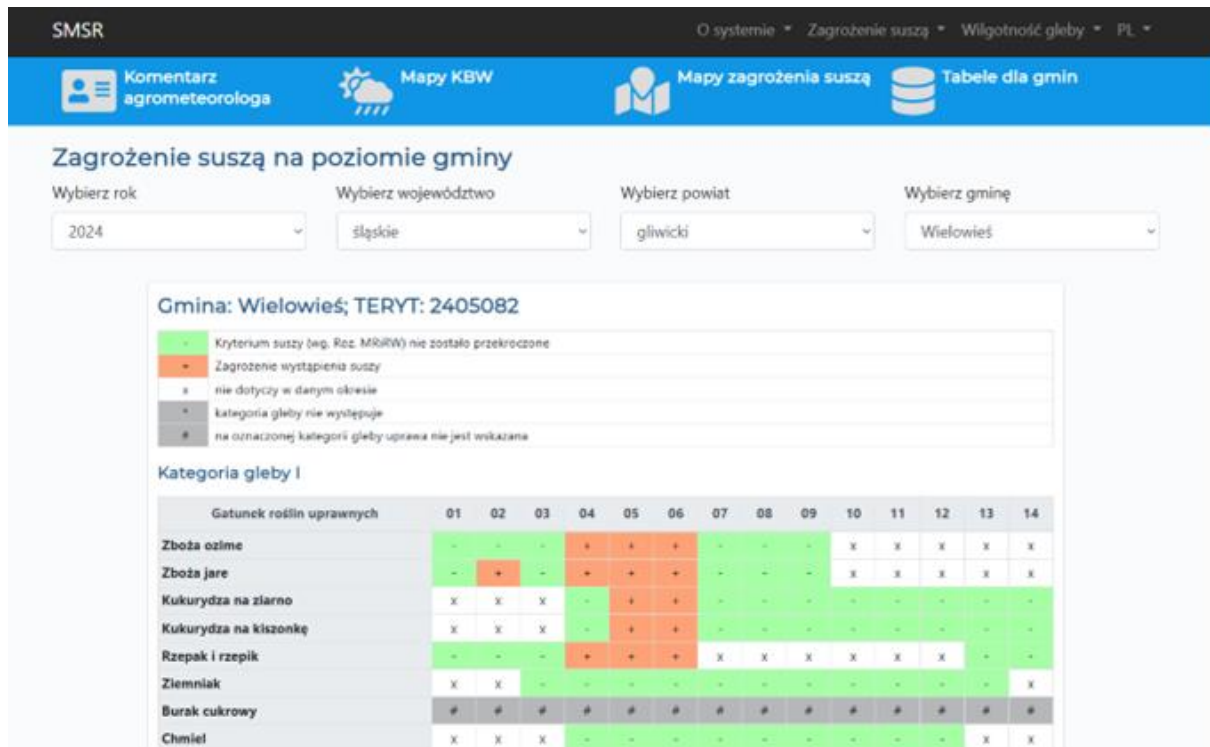 SMSR O systemie Zagrożenie suszą Wilgotność gleby PL
Komentarz agrometeorologa
Mapy KBW
Mapy zagrożenia suszą
Tabele dla gmin
Zagrożenie suszą na poziomie gminy
Wybierz rok Wybierz województwo Wybierz powiat Wybierz gminę
2024 śląskie gliwicki Wielowieś
Gmina: Wielowieś; TERYT: 2405082
- Kryterium suszy (wg. Roz. MRiRW) nie zostało przekroczone
+ Zagrożenie wystąpienia suszy
x nie dotyczy w danym okresie
* kategoria gleby nie występuje
# na oznaczonej kategorii gleby uprawa nie jest wskazana
Kategoria gleby I
Gatunek roślin uprawnych 01 02 03 04 05 06 07 08 09 10 11 12 13 14
Zboża ozime - - - + + + - - - x x x x x
Zboża jare - + - + + + - - - x x x x x
Kukurydza na ziarno x x x - + + - - - - - - - -
Kukurydza na kiszonkę x x x - + + - - - - - - - -
Rzepak i rzepik - - - + + + x x x x x x - -
Ziemniak x x - - - - - - - - - - - x
Burak cukrowy # # # # # # # # # # # # # #
Chmiel x x x - - - - - - - - - x x